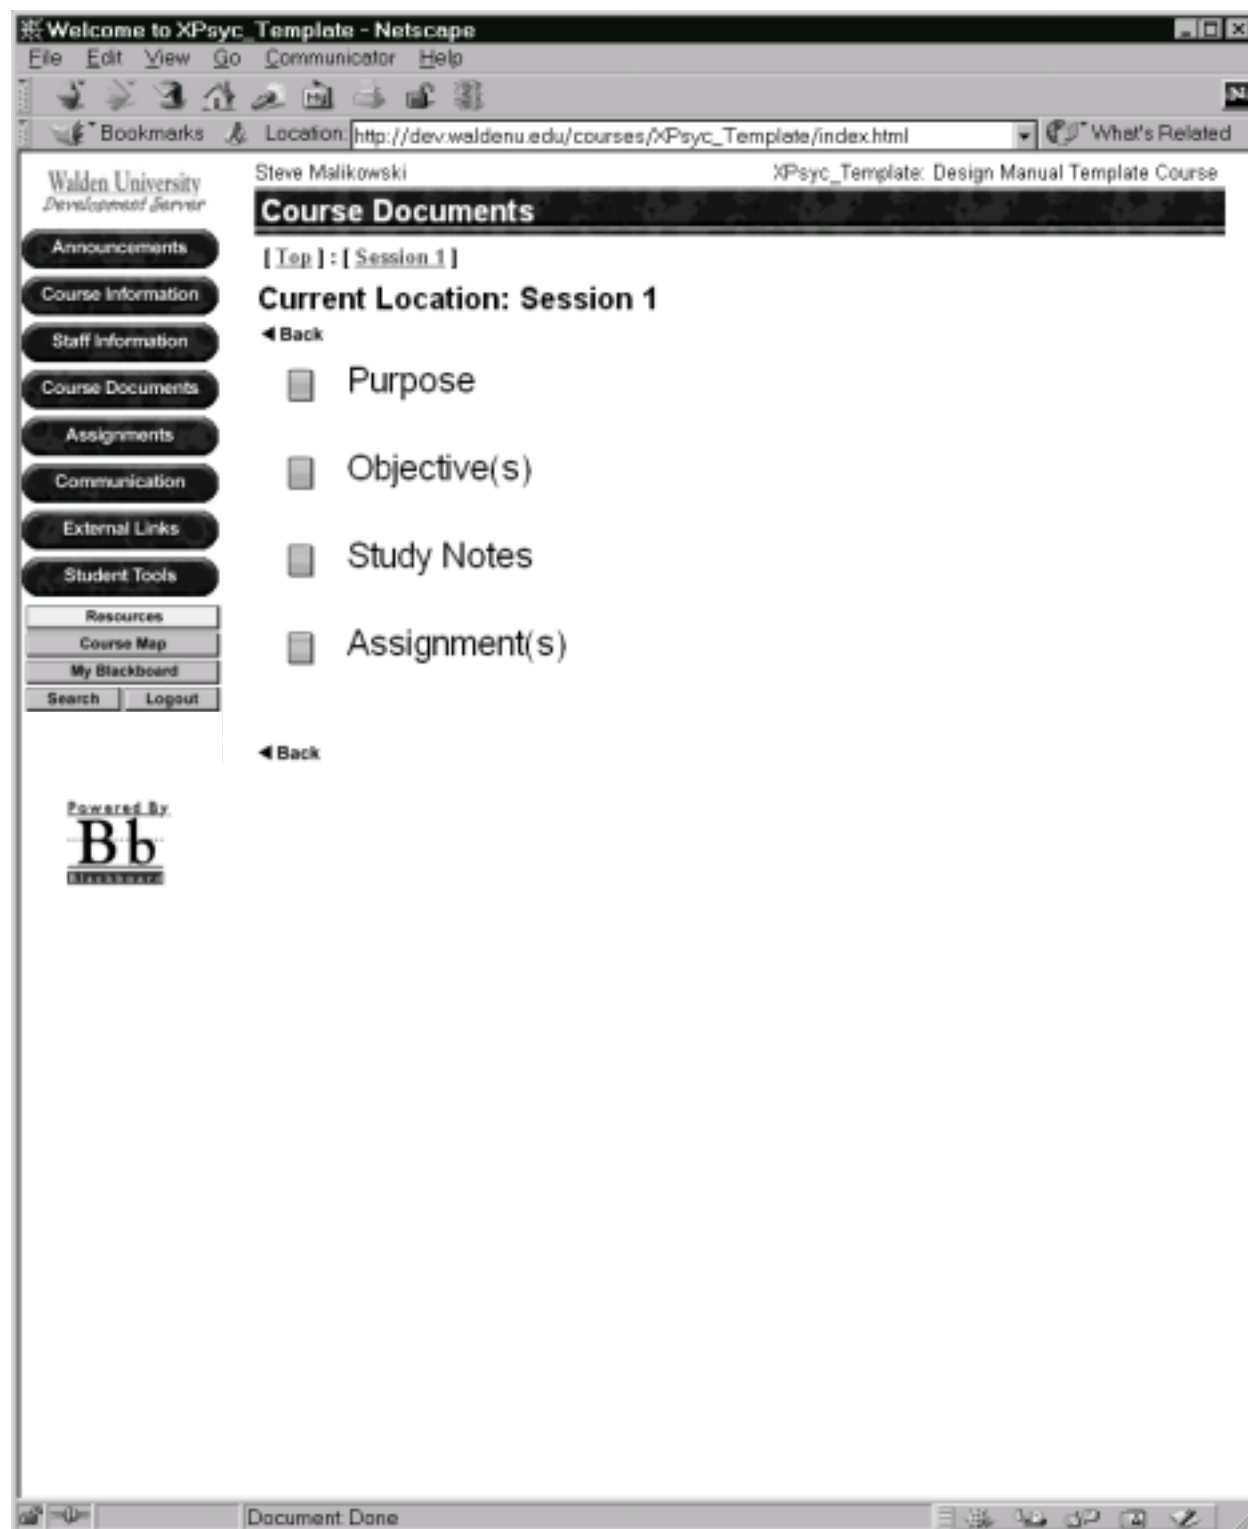 Welcome to XPsyc_Template - Netscape
File Edit View Go Communicator Help
Bookmarks Location: http://dev.waldenu.edu/courses/XPsyc_Template/index.html What's Related
Walden University
Development Server
Steve Malikowski XPsyc_Template: Design Manual Template Course
Course Documents
[ Top ] : [ Session 1 ]
Current Location: Session 1
Back
Purpose
Objective(s)
Study Notes
Assignment(s)
Back
Announcements
Course Information
Staff Information
Course Documents
Assignments
Communication
External Links
Student Tools
Resources
Course Map
My Blackboard
Search Logout
Powered By
Bb
Blackboard
Document: Done